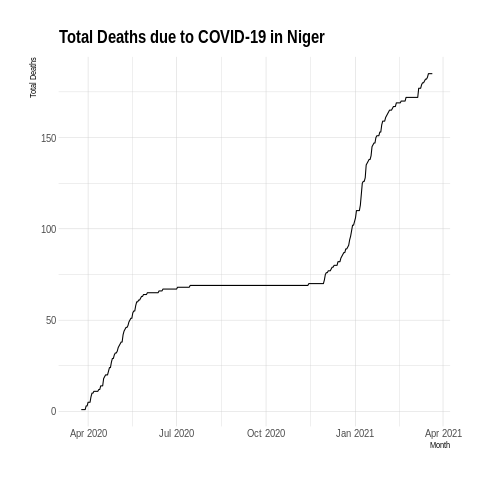 Total Deaths due to COVID-19 in Niger
Total Deaths
150
100
50
0
Apr 2020 Jul 2020 Oct 2020 Jan 2021 Apr 2021
Month